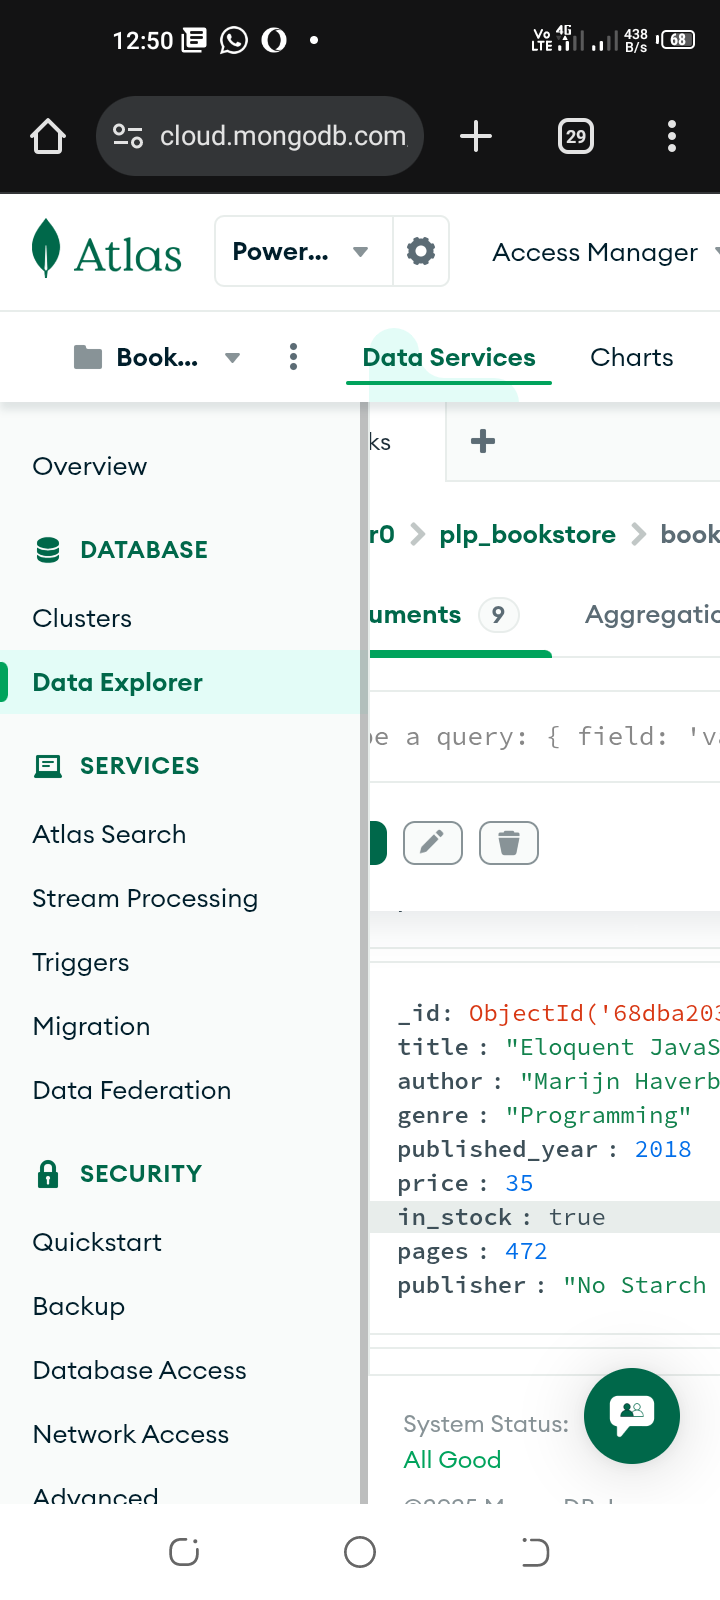 12:50
Vo LTE 4G 438 B/s 68
cloud.mongodb.com
29
Atlas Power... Access Manager
Book... Data Services Charts
ks
Overview
r0 plp_bookstore book
DATABASE
Clusters
uments 9 Aggregatio
Data Explorer
pe a query: { field: 'va
SERVICES
Atlas Search
Stream Processing
Triggers
Migration
Data Federation
SECURITY
Quickstart
Backup
Database Access
Network Access
Advanced
_id: ObjectId('68dba203
title : "Eloquent JavaS
author : "Marijn Haverb
genre : "Programming"
published_year : 2018
price : 35
in_stock : true
pages : 472
publisher : "No Starch
System Status:
All Good